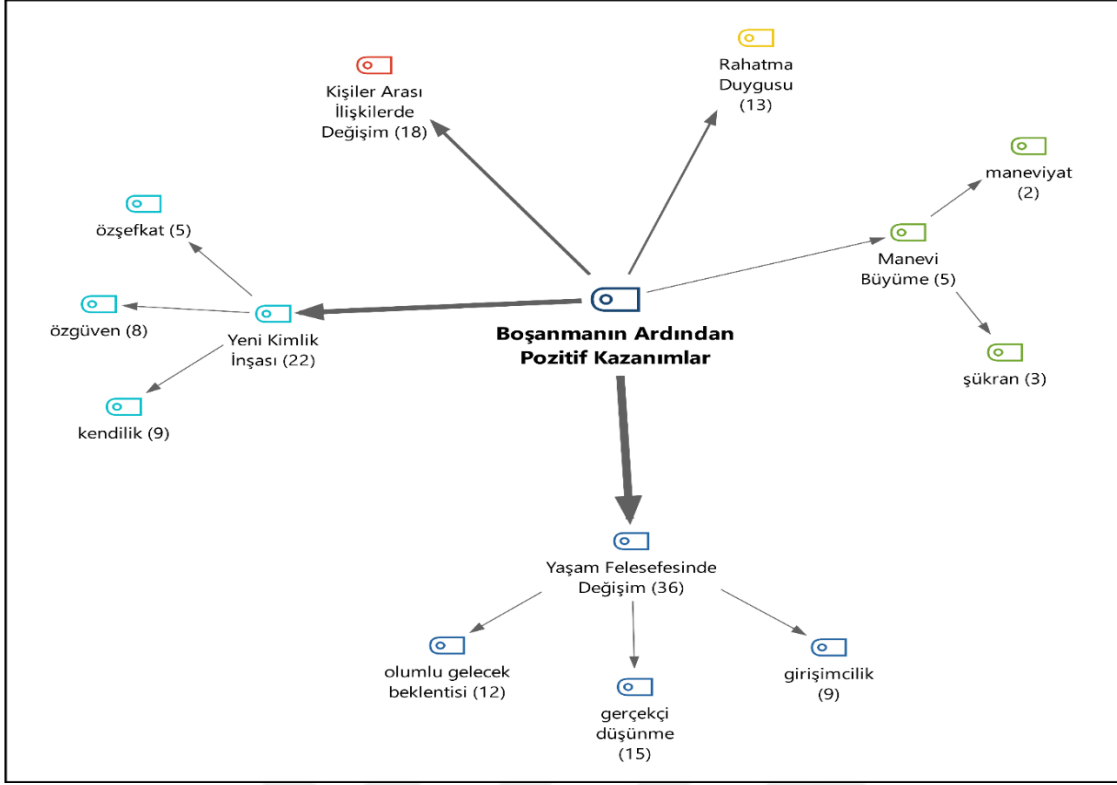 Kişiler Arası
İlişkilerde
Değişim (18)
Rahatma
Duygusu
(13)
maneviyat
(2)
Manevi
Büyüme (5)
şükran (3)
özşefkat (5)
özgüven (8)
Yeni Kimlik
İnşası (22)
kendilik (9)
Boşanmanın Ardından
Pozitif Kazanımlar
Yaşam Felesefesinde
Değişim (36)
olumlu gelecek
beklentisi (12)
gerçekçi
düşünme
(15)
girişimcilik
(9)